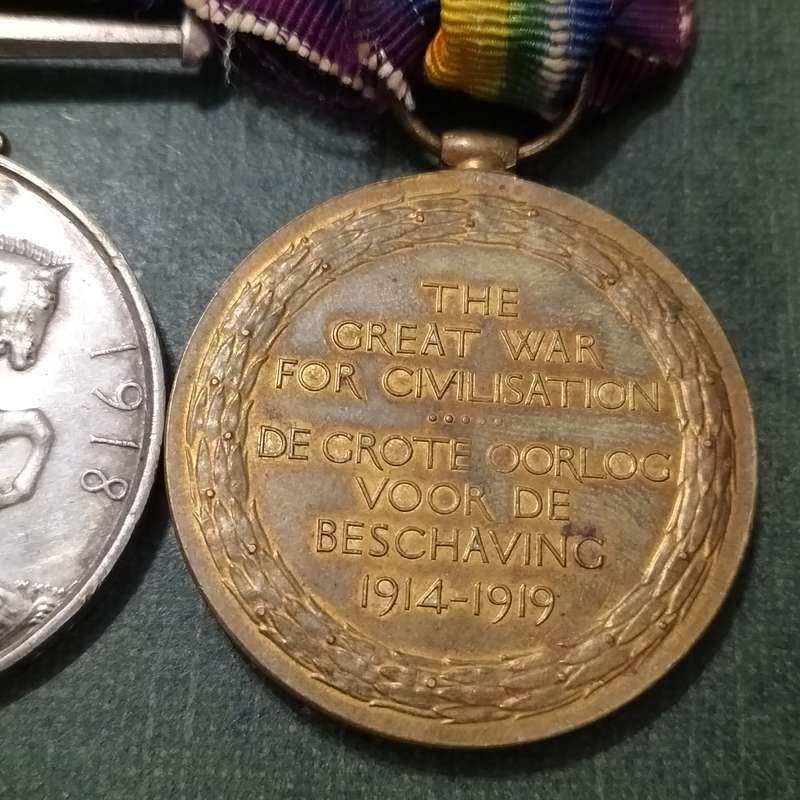 1918
THE
GREAT WAR
FOR CIVILISATION
DE GROTE OORLOG
VOOR DE
BESCHAVING
1914-1919